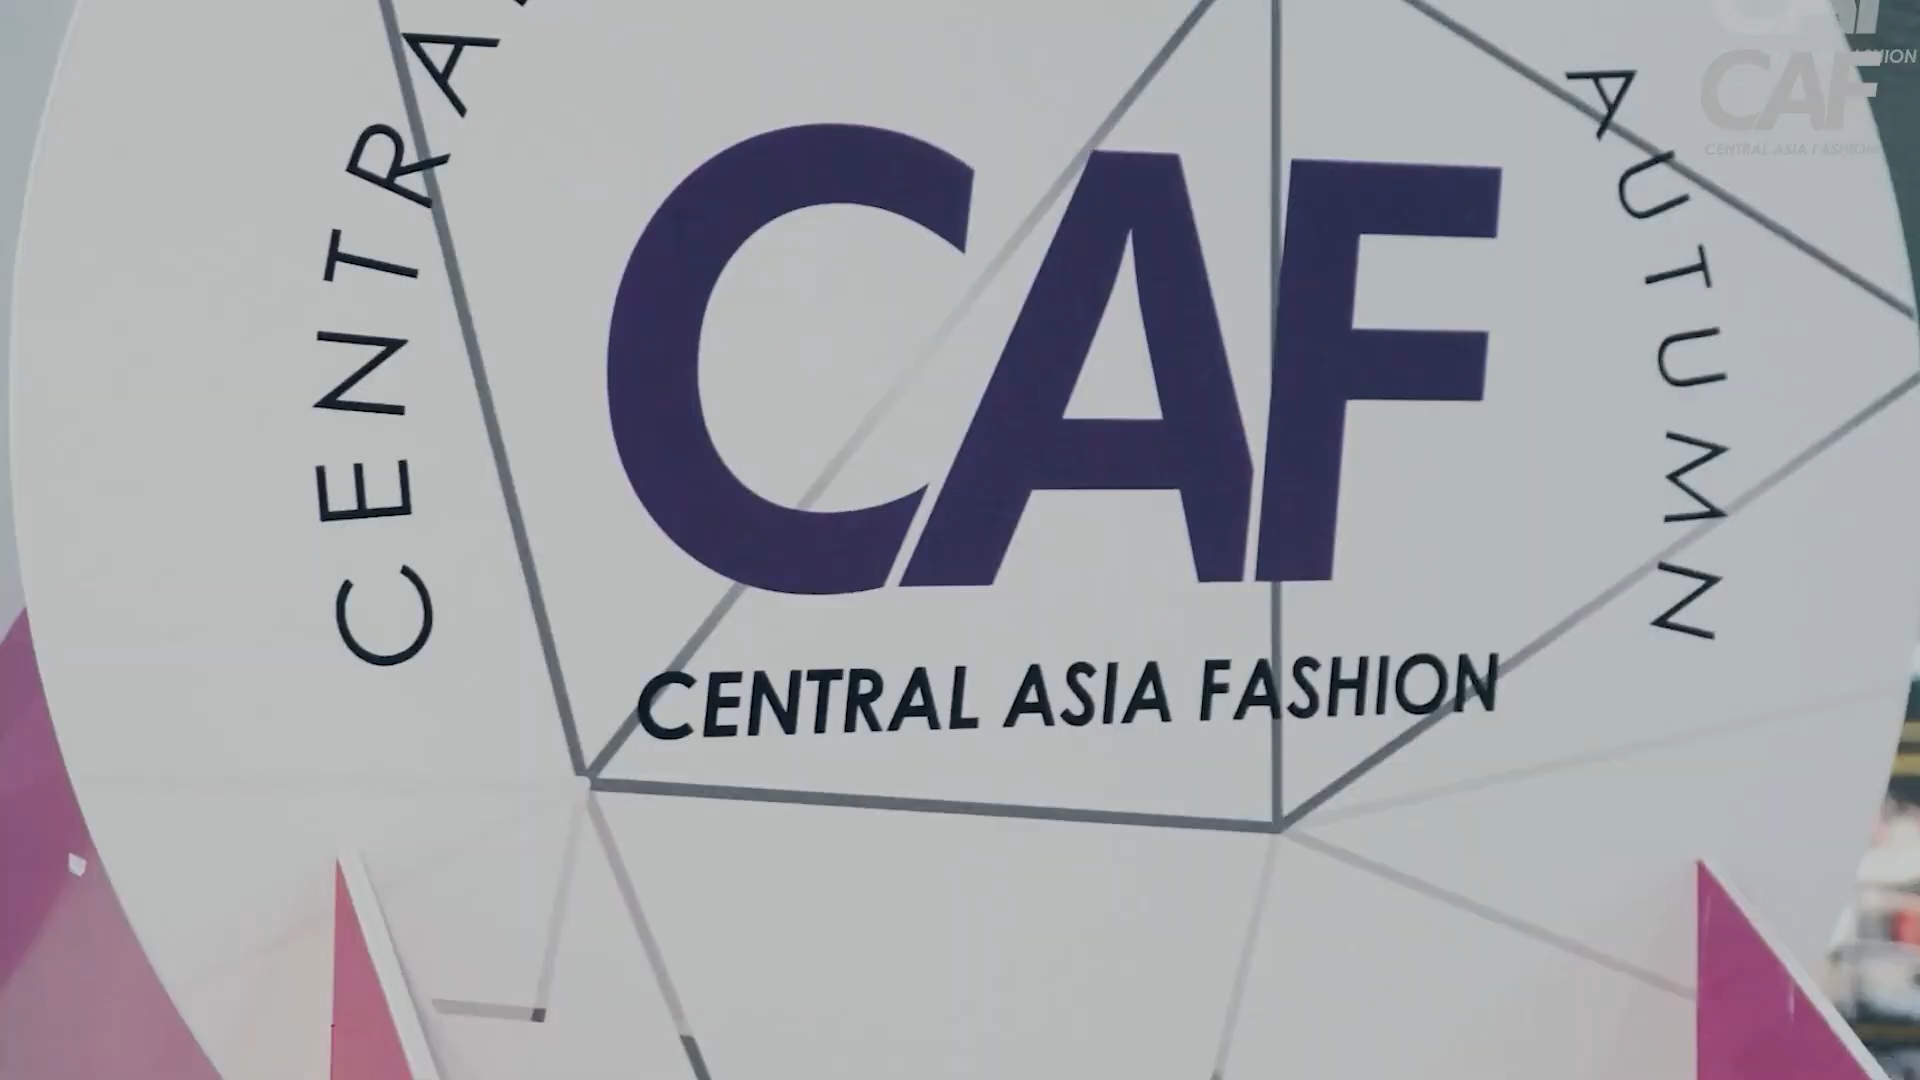 CENTRA
CAF
CENTRAL ASIA FASHION
AUTUMN
CAF
CENTRAL ASIA FASHION